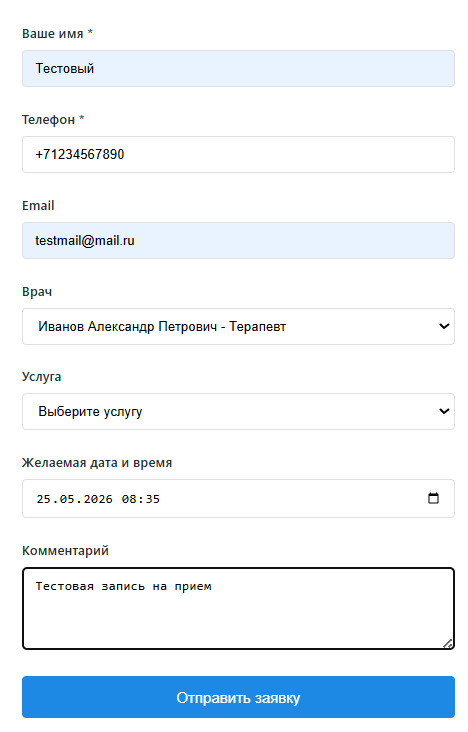 Ваше имя *
Тестовый
Телефон *
+71234567890
Email
testmail@mail.ru
Врач
Иванов Александр Петрович - Терапевт
Услуга
Выберите услугу
Желаемая дата и время
25.05.2026 08:35
Комментарий
Тестовая запись на прием
Отправить заявку